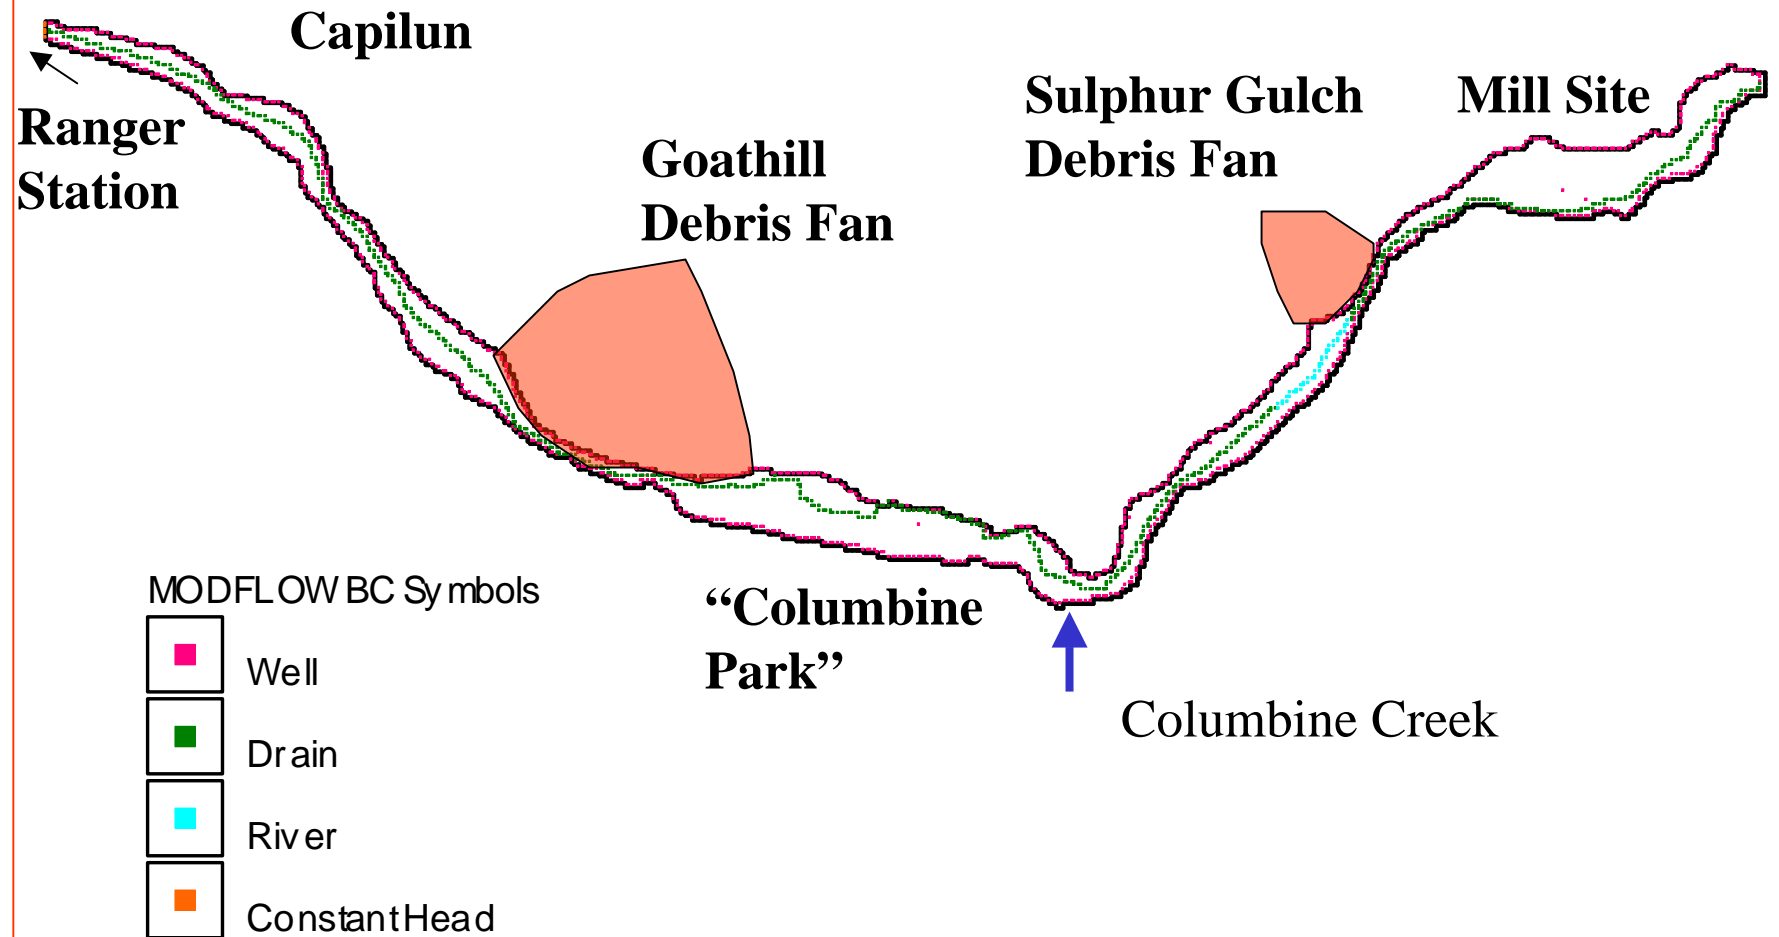 Capilun
Ranger
Station
Goathill
Debris Fan
Sulphur Gulch
Debris Fan
Mill Site
“Columbine
Park”
Columbine Creek
MODFLOW BC Symbols
Well
Drain
River
Constant Head